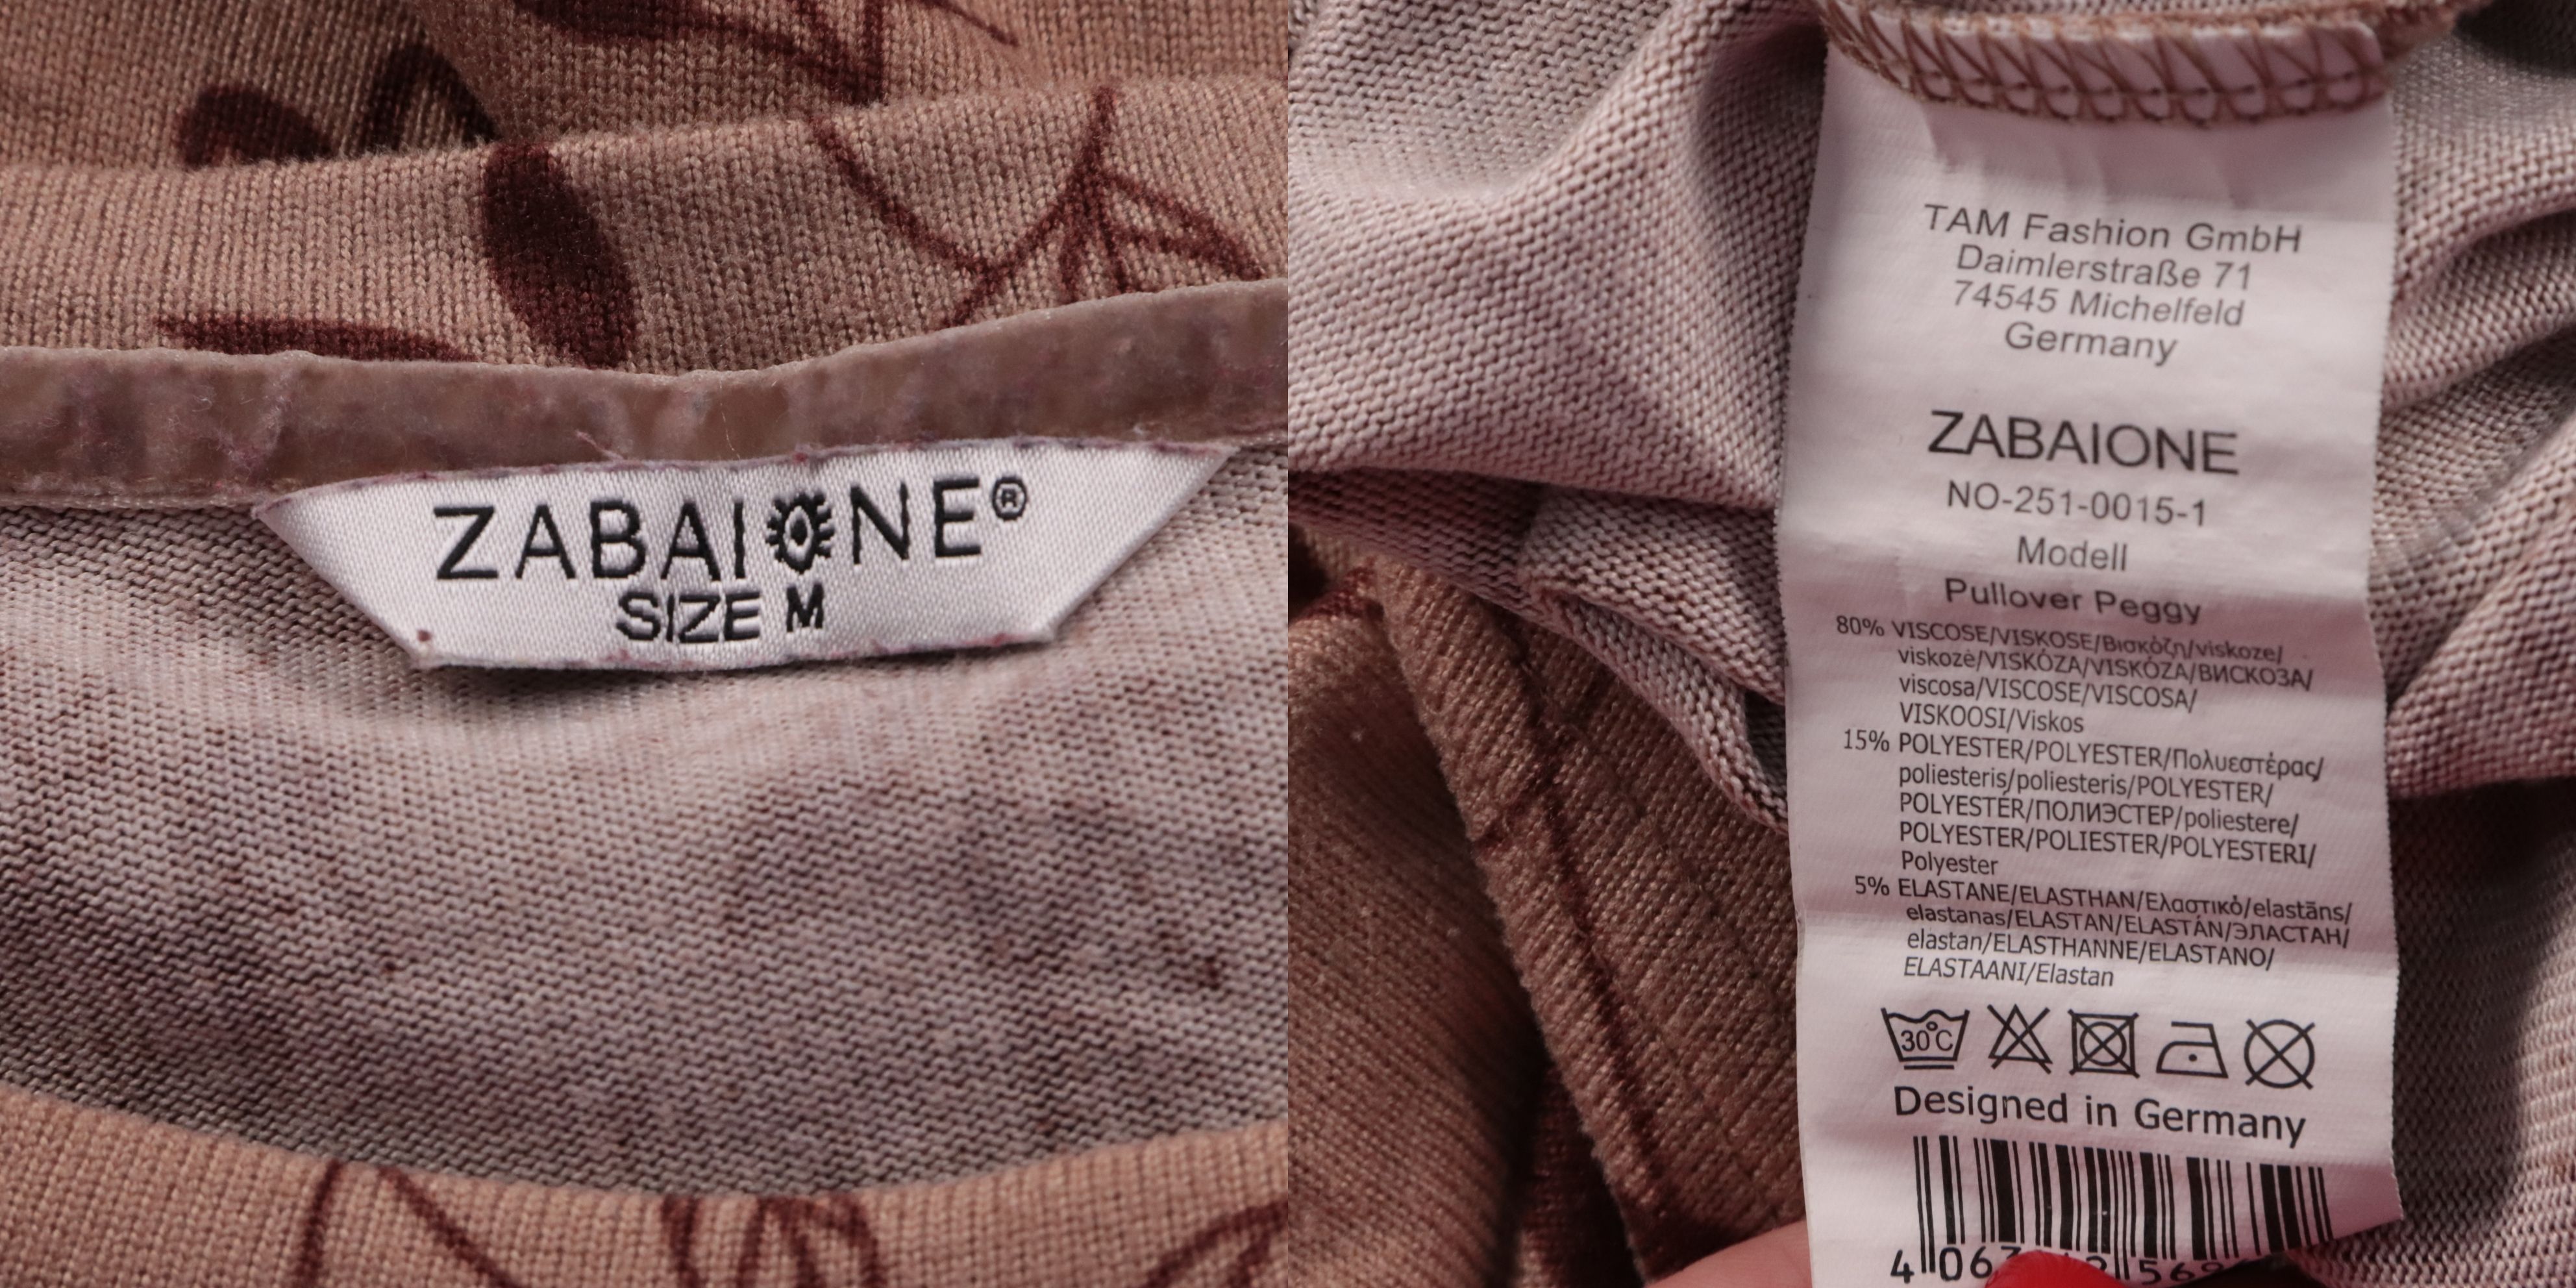 ZABAIONE®
SIZE M
TAM Fashion GmbH
Daimlerstraße 71
74545 Michelfeld
Germany
ZABAIONE
NO-251-0015-1
Modell
Pullover Peggy
80% VISCOSE/VISKOSE/Βισκόζη/viskoze/
viskozė/VISKÓZA/VISKÓZA/ВИСКОЗА/
viscosa/VISCOSE/VISCOSA/
VISKOOSI/Viskos
15% POLYESTER/POLYESTER/Πολυεστέρας/
poliesteris/poliesteris/POLYESTER/
POLYESTÉR/ПОЛИЭСТЕР/poliestere/
POLYESTER/POLIESTER/POLYESTERI/
Polyester
5% ELASTANE/ELASTHAN/Ελαστικό/elastāns/
elastanas/ELASTAN/ELASTÁN/ЭЛАСТАН/
elastan/ELASTHANNE/ELASTANO/
ELASTAANI/Elastan
30°C
Designed in Germany